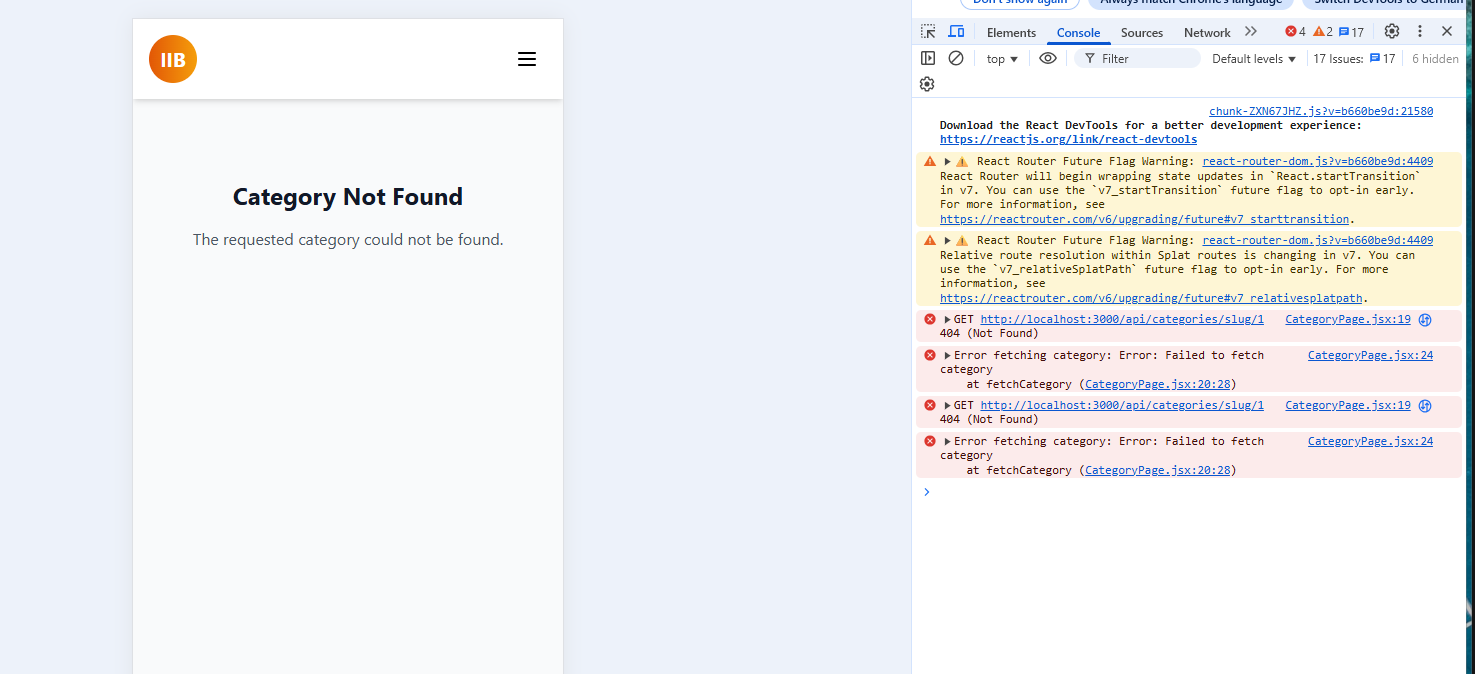 IIB
Category Not Found
The requested category could not be found.
Don't show again
Always match Chrome's language
Switch DevTools to German
Elements Console Sources Network 4 2 17
top Filter Default levels 17 Issues: 17 6 hidden
chunk-ZXN67JHZ.js?v=b660be9d:21580
Download the React DevTools for a better development experience:
https://reactjs.org/link/react-devtools
React Router Future Flag Warning: react-router-dom.js?v=b660be9d:4409
React Router will begin wrapping state updates in `React.startTransition`
in v7. You can use the `v7_startTransition` future flag to opt-in early.
For more information, see
https://reactrouter.com/v6/upgrading/future#v7_starttransition.
React Router Future Flag Warning: react-router-dom.js?v=b660be9d:4409
Relative route resolution within Splat routes is changing in v7. You can
use the `v7_relativeSplatPath` future flag to opt-in early. For more
information, see
https://reactrouter.com/v6/upgrading/future#v7_relativesplatpath.
GET http://localhost:3000/api/categories/slug/1 CategoryPage.jsx:19
404 (Not Found)
Error fetching category: Error: Failed to fetch CategoryPage.jsx:24
category
at fetchCategory (CategoryPage.jsx:20:28)
GET http://localhost:3000/api/categories/slug/1 CategoryPage.jsx:19
404 (Not Found)
Error fetching category: Error: Failed to fetch CategoryPage.jsx:24
category
at fetchCategory (CategoryPage.jsx:20:28)